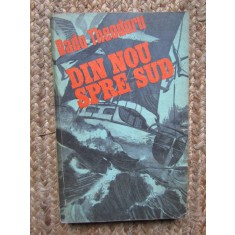 Radu Theodoru
DIN NOU
SPRE SUD